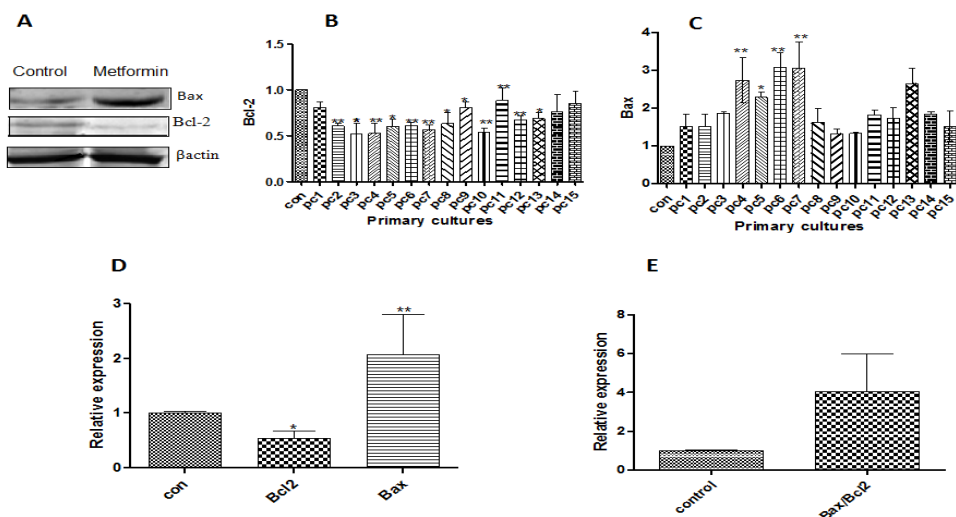 A
Control Metformin
Bax
Bcl-2
βactin
B
Bcl-2
1.5
1.0
0.5
0.0
** * ** * ** ** * * ** ** ** *
con pc1 pc2 pc3 pc4 pc5 pc6 pc7 pc8 pc9 pc10 pc11 pc12 pc13 pc14 pc15
Primary cultures
C
Bax
4
3
2
1
0
** * ** **
con pc1 pc2 pc3 pc4 pc5 pc6 pc7 pc8 pc9 pc10 pc11 pc12 pc13 pc14 pc15
Primary cultures
D
Relative expression
3
2
1
0
* **
con Bcl2 Bax
E
Relative expression
8
6
4
2
0
control Bax/Bcl2